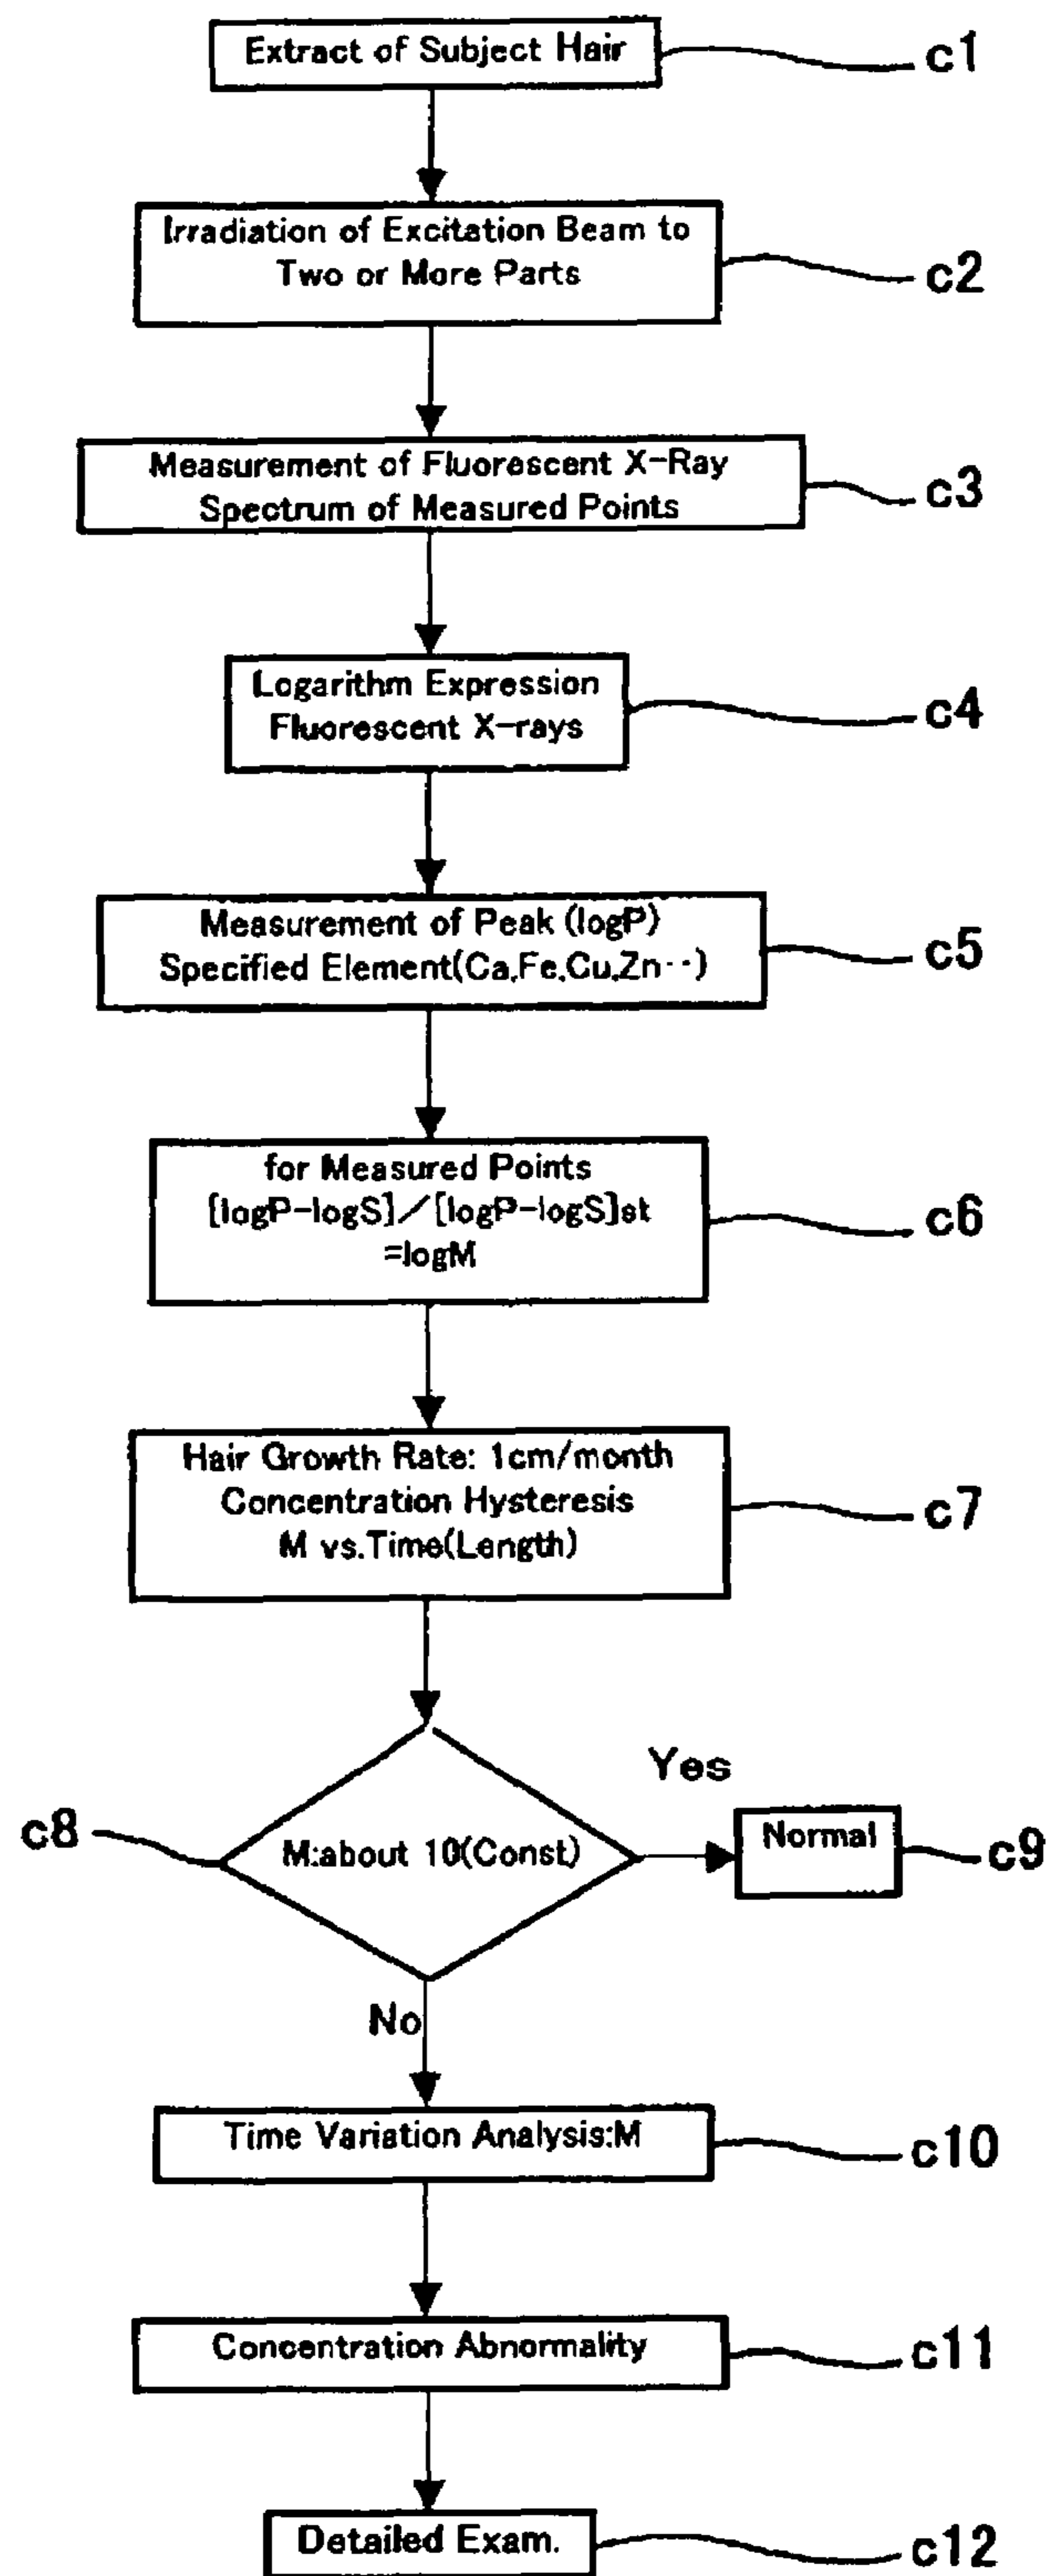 Extract of Subject Hair
c1
Irradiation of Excitation Beam to
Two or More Parts
c2
Measurement of Fluorescent X-Ray
Spectrum of Measured Points
c3
Logarithm Expression
Fluorescent X-rays
c4
Measurement of Peak (logP)
Specified Element(Ca,Fe,Cu,Zn··)
c5
for Measured Points
[logP-logS]/[logP-logS]st
=logM
c6
Hair Growth Rate: 1cm/month
Concentration Hysteresis
M vs.Time(Length)
c7
c8
M:about 10(Const)
Yes
Normal
c9
No
Time Variation Analysis:M
c10
Concentration Abnormality
c11
Detailed Exam.
c12